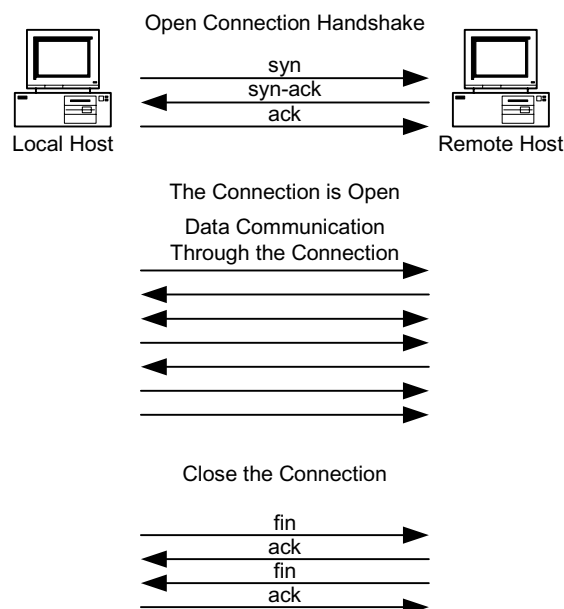 Open Connection Handshake
syn
syn-ack
ack
Local Host
Remote Host
The Connection is Open
Data Communication
Through the Connection
Close the Connection
fin
ack
fin
ack